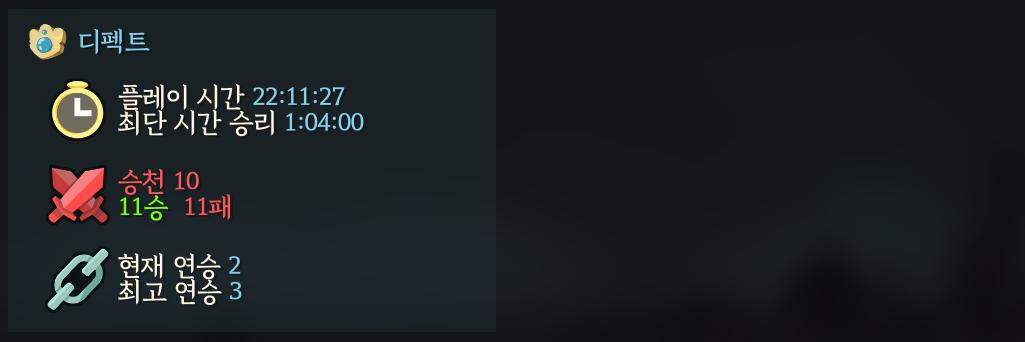 디펙트
플레이 시간 22:11:27
최단 시간 승리 1:04:00
승천 10
11승 11패
현재 연승 2
최고 연승 3